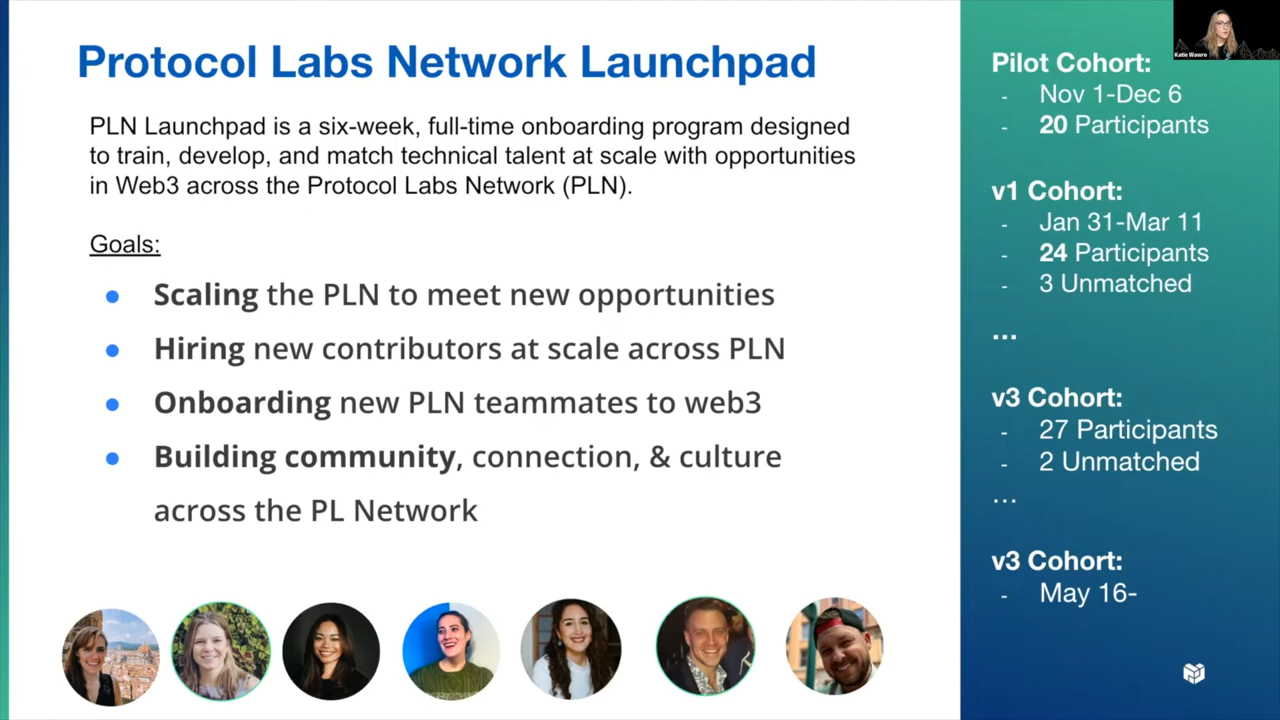 Protocol Labs Network Launchpad
PLN Launchpad is a six-week, full-time onboarding program designed
to train, develop, and match technical talent at scale with opportunities
in Web3 across the Protocol Labs Network (PLN).
Goals:
● Scaling the PLN to meet new opportunities
● Hiring new contributors at scale across PLN
● Onboarding new PLN teammates to web3
● Building community, connection, & culture
across the PL Network
Pilot Cohort:
- Nov 1-Dec 6
- 20 Participants
v1 Cohort:
- Jan 31-Mar 11
- 24 Participants
- 3 Unmatched
...
v3 Cohort:
- 27 Participants
- 2 Unmatched
...
v3 Cohort:
- May 16-
Katie Wawro